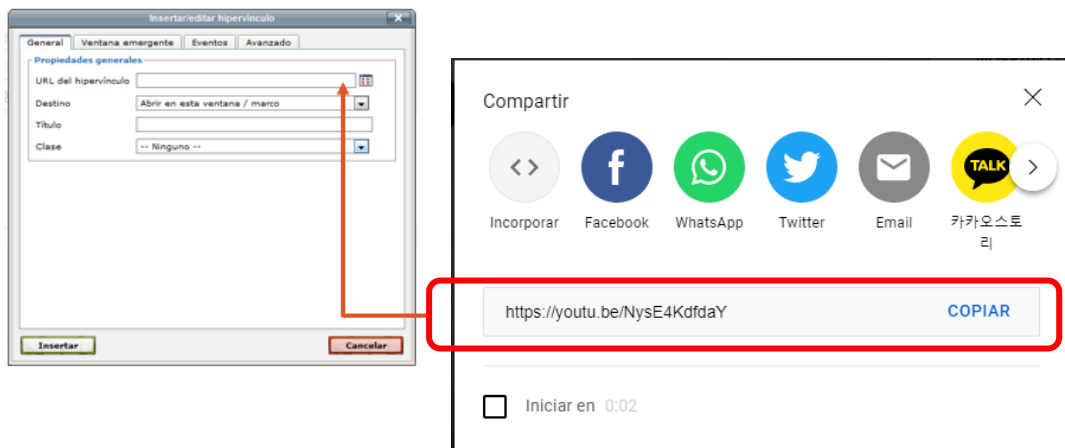 Insertar/editar hipervínculo
General
Ventana emergente
Eventos
Avanzado
Propiedades generales
URL del hipervínculo
Destino
Abrir en esta ventana / marco
Título
Clase
-- Ninguno --
Insertar
Cancelar
Compartir
TALK
Incorporar
Facebook
WhatsApp
Twitter
Email
카카오스토
리
https://youtu.be/NysE4KdfdaY
COPIAR
Iniciar en 0:02